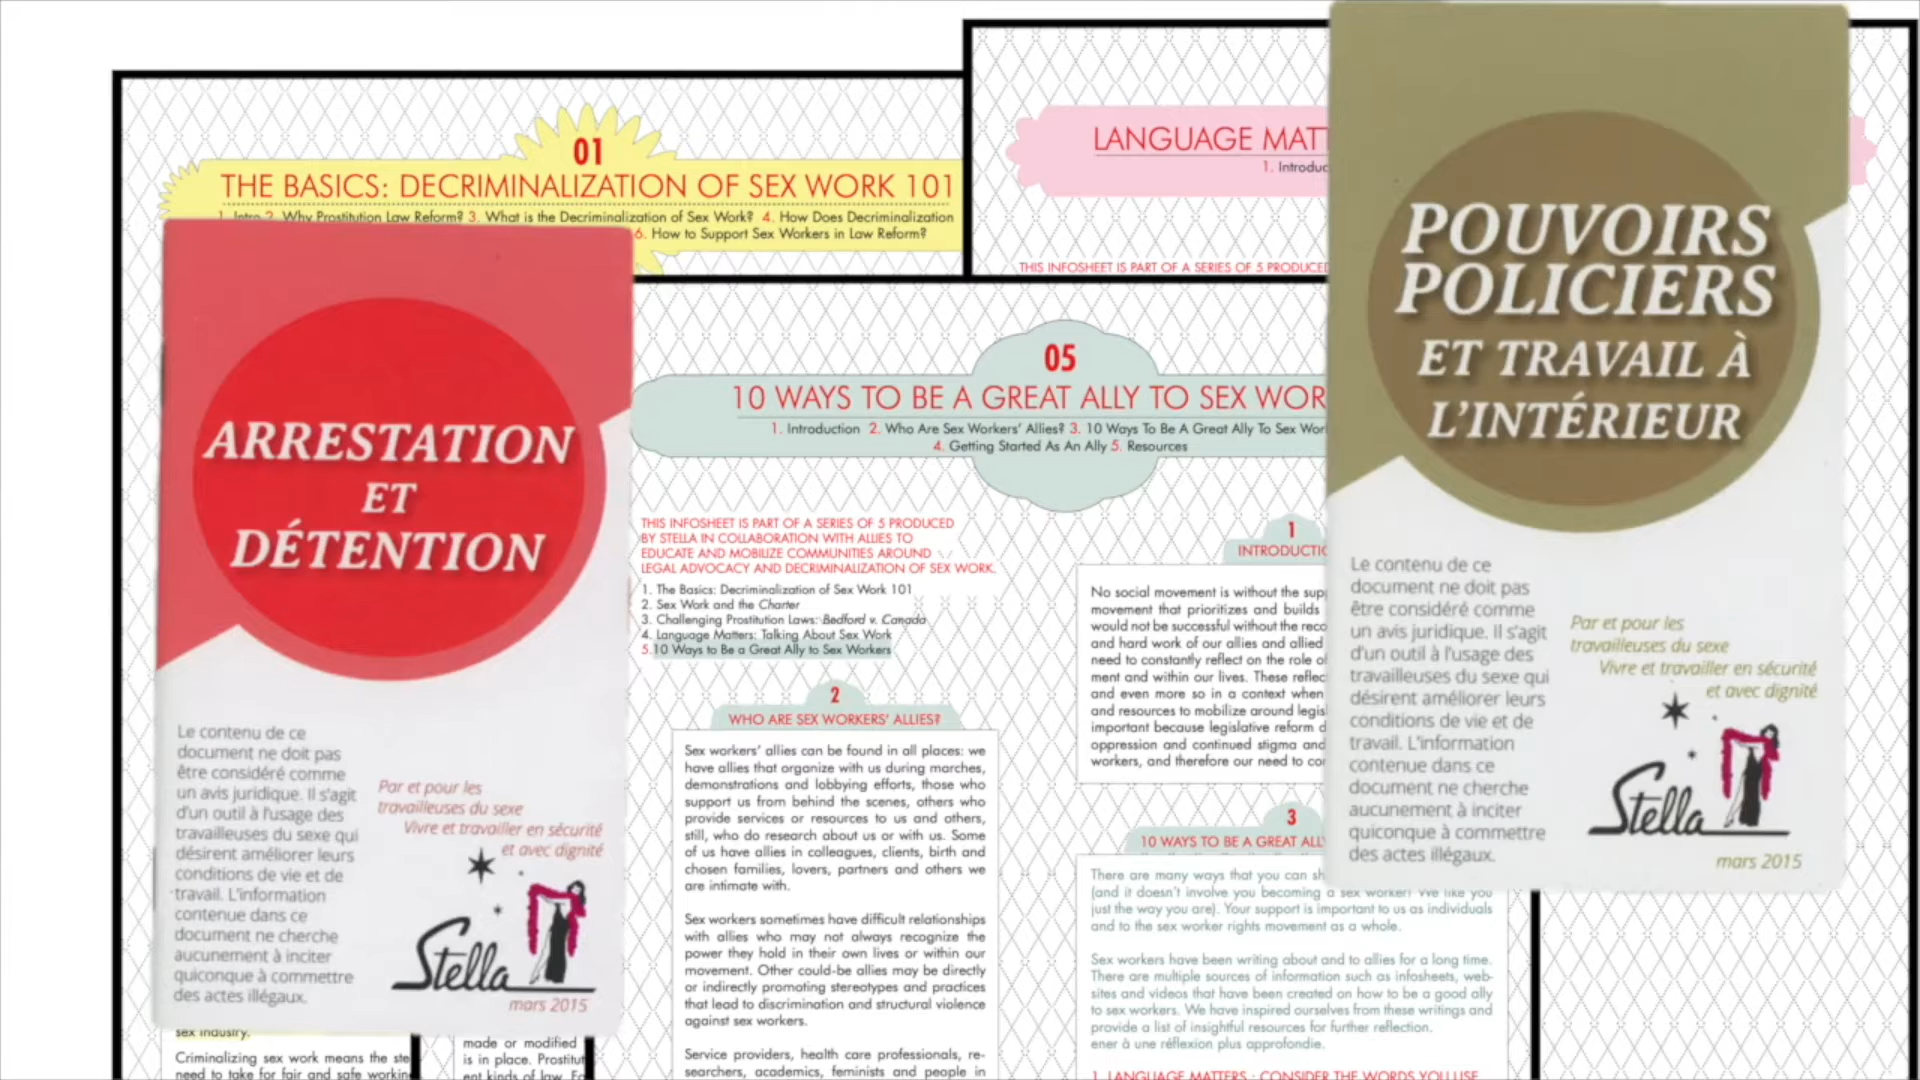 01
THE BASICS: DECRIMINALIZATION OF SEX WORK 101
1. Intro 2. Why Prostitution Law Reform? 3. What is the Decriminalization of Sex Work? 4. How Does Decriminalization
6. How to Support Sex Workers in Law Reform?
LANGUAGE
1.
THIS INFOSHEET IS PART OF A SERIES OF 5 PRODUCED
ARRESTATION
ET
DÉTENTION
Le contenu de ce
document ne doit pas
être considéré comme
un avis juridique. Il s'agit
d'un outil à l'usage des
travailleuses du sexe qui
désirent améliorer leurs
conditions de vie et de
travail. L'information
contenue dans ce
document ne cherche
aucunement à inciter
quiconque à commettre
des actes illégaux.
Par et pour les
travailleuses du sexe
Vivre et travailler en sécurité
et avec dignité
Stella
mars 2015
sex industry.
Criminalizing sex work means the
need to take for fair and safe
made or modified
is in place.
ent kinds of law.
05
10 WAYS TO BE A GREAT ALLY TO SEX
1. Introduction 2. Who Are Sex Workers' Allies? 3. 10 Ways To Be A Great Ally To Sex
4. Getting Started As An Ally 5. Resources
THIS INFOSHEET IS PART OF A SERIES OF 5 PRODUCED
BY STELLA IN COLLABORATION WITH ALLIES TO
EDUCATE AND MOBILIZE COMMUNITIES AROUND
LEGAL ADVOCACY AND DECRIMINALIZATION OF SEX WORK.
1. The Basics: Decriminalization of Sex Work 101
2. Sex Work and the Charter
3. Challenging Prostitution Laws: Bedford v. Canada
4. Language Matters: Talking About Sex Work
5. 10 Ways to Be a Great Ally to Sex Workers
2
WHO ARE SEX WORKERS' ALLIES?
Sex workers' allies can be found in all places: we
have allies that organize with us during marches,
demonstrations and lobbying efforts, those who
support us from behind the scenes, others who
provide services or resources to us and others,
still, who do research about us or with us. Some
of us have allies in colleagues, clients, birth and
chosen families, lovers, partners and others we
are intimate with.
Sex workers sometimes have difficult relationships
with allies who may not always recognize the
power they hold in their own lives or within our
movement. Other could-be allies may be directly
or indirectly promoting stereotypes and practices
that lead to discrimination and structural violence
against sex workers.
Service providers, health care professionals, re-
searchers, academics, feminists and people in
1
No social movement is without the
movement that prioritizes and builds
would not be successful without the
and hard work of our allies and allied
need to constantly reflect on the role
ment and within our lives. These
and even more so in a context when
and resources to mobilize around
important because legislative reform
oppression and continued stigma and
workers, and therefore our need to
3
10 WAYS TO BE A GREAT
There are many ways that you can
(and it doesn't involve you becoming a sex worker! We like you
just the way you are). Your support is important to us as individuals
and to the sex worker rights movement as a whole.
Sex workers have been writing about and to allies for a long time.
There are multiple sources of information such as infosheets, web-
sites and videos that have been created on how to be a good ally
to sex workers. We have inspired ourselves from these writings and
provide a list of insightful resources for further reflection.
ener à une réflexion plus approfondie.
1. LANGUAGE MATTERS : CONSIDER THE WORDS YOU USE
POUVOIRS
POLICIERS
ET TRAVAIL À
L'INTÉRIEUR
Le contenu de ce
document ne doit pas
être considéré comme
un avis juridique. Il s'agit
d'un outil à l'usage des
travailleuses du sexe qui
désirent améliorer leurs
conditions de vie et de
travail. L'information
contenue dans ce
document ne cherche
aucunement à inciter
quiconque à commettre
des actes illégaux.
Par et pour les
travailleuses du sexe
Vivre et travailler en sécurité
et avec dignité
Stella
mars 2015